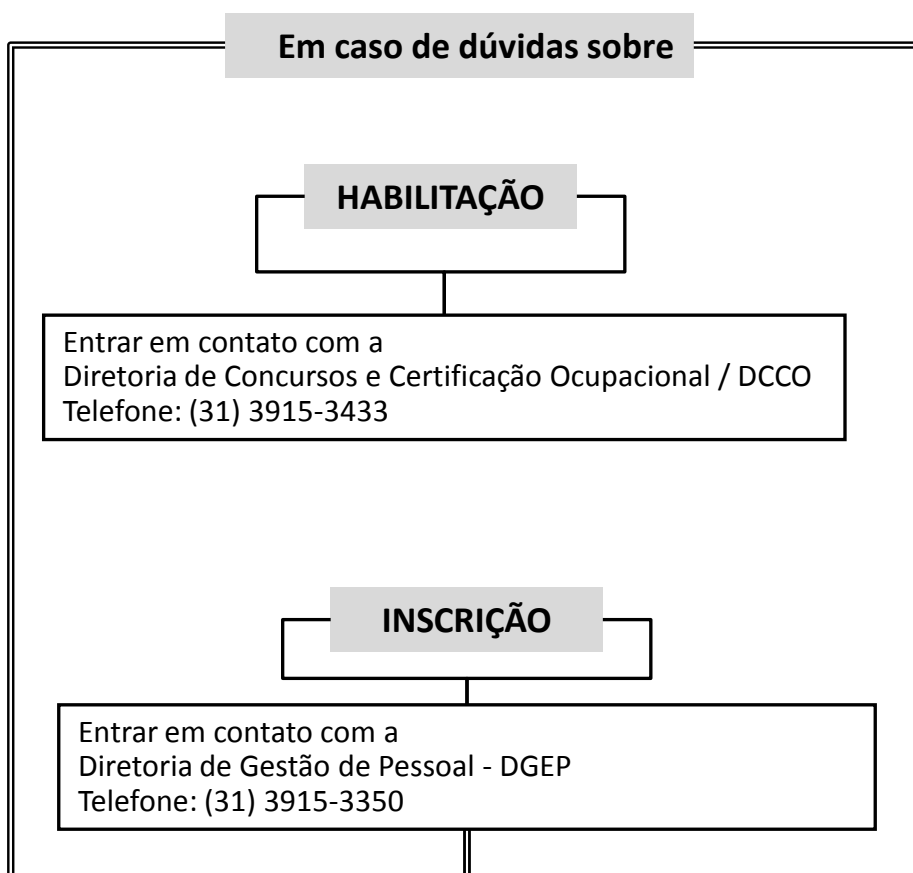 Em caso de dúvidas sobre
HABILITAÇÃO
Entrar em contato com a
Diretoria de Concursos e Certificação Ocupacional / DCCO
Telefone: (31) 3915-3433
INSCRIÇÃO
Entrar em contato com a
Diretoria de Gestão de Pessoal - DGEP
Telefone: (31) 3915-3350